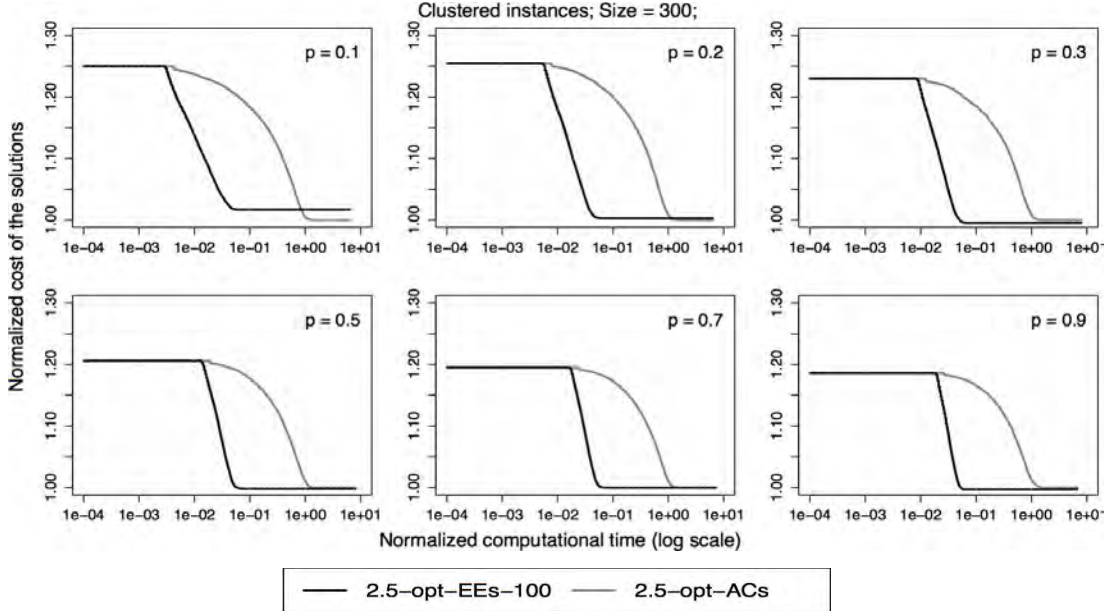 Clustered instances; Size = 300;
Normalized cost of the solutions
1.00 1.10 1.20 1.30
p = 0.1
1e−04 1e−03 1e−02 1e−01 1e+00 1e+01
1.00 1.10 1.20 1.30
p = 0.2
1e−04 1e−03 1e−02 1e−01 1e+00 1e+01
1.00 1.10 1.20 1.30
p = 0.3
1e−04 1e−03 1e−02 1e−01 1e+00 1e+01
1.00 1.10 1.20 1.30
p = 0.5
1e−04 1e−03 1e−02 1e−01 1e+00 1e+01
1.00 1.10 1.20 1.30
p = 0.7
1e−04 1e−03 1e−02 1e−01 1e+00 1e+01
1.00 1.10 1.20 1.30
p = 0.9
1e−04 1e−03 1e−02 1e−01 1e+00 1e+01
Normalized computational time (log scale)
2.5−opt−EEs−100 2.5−opt−ACs